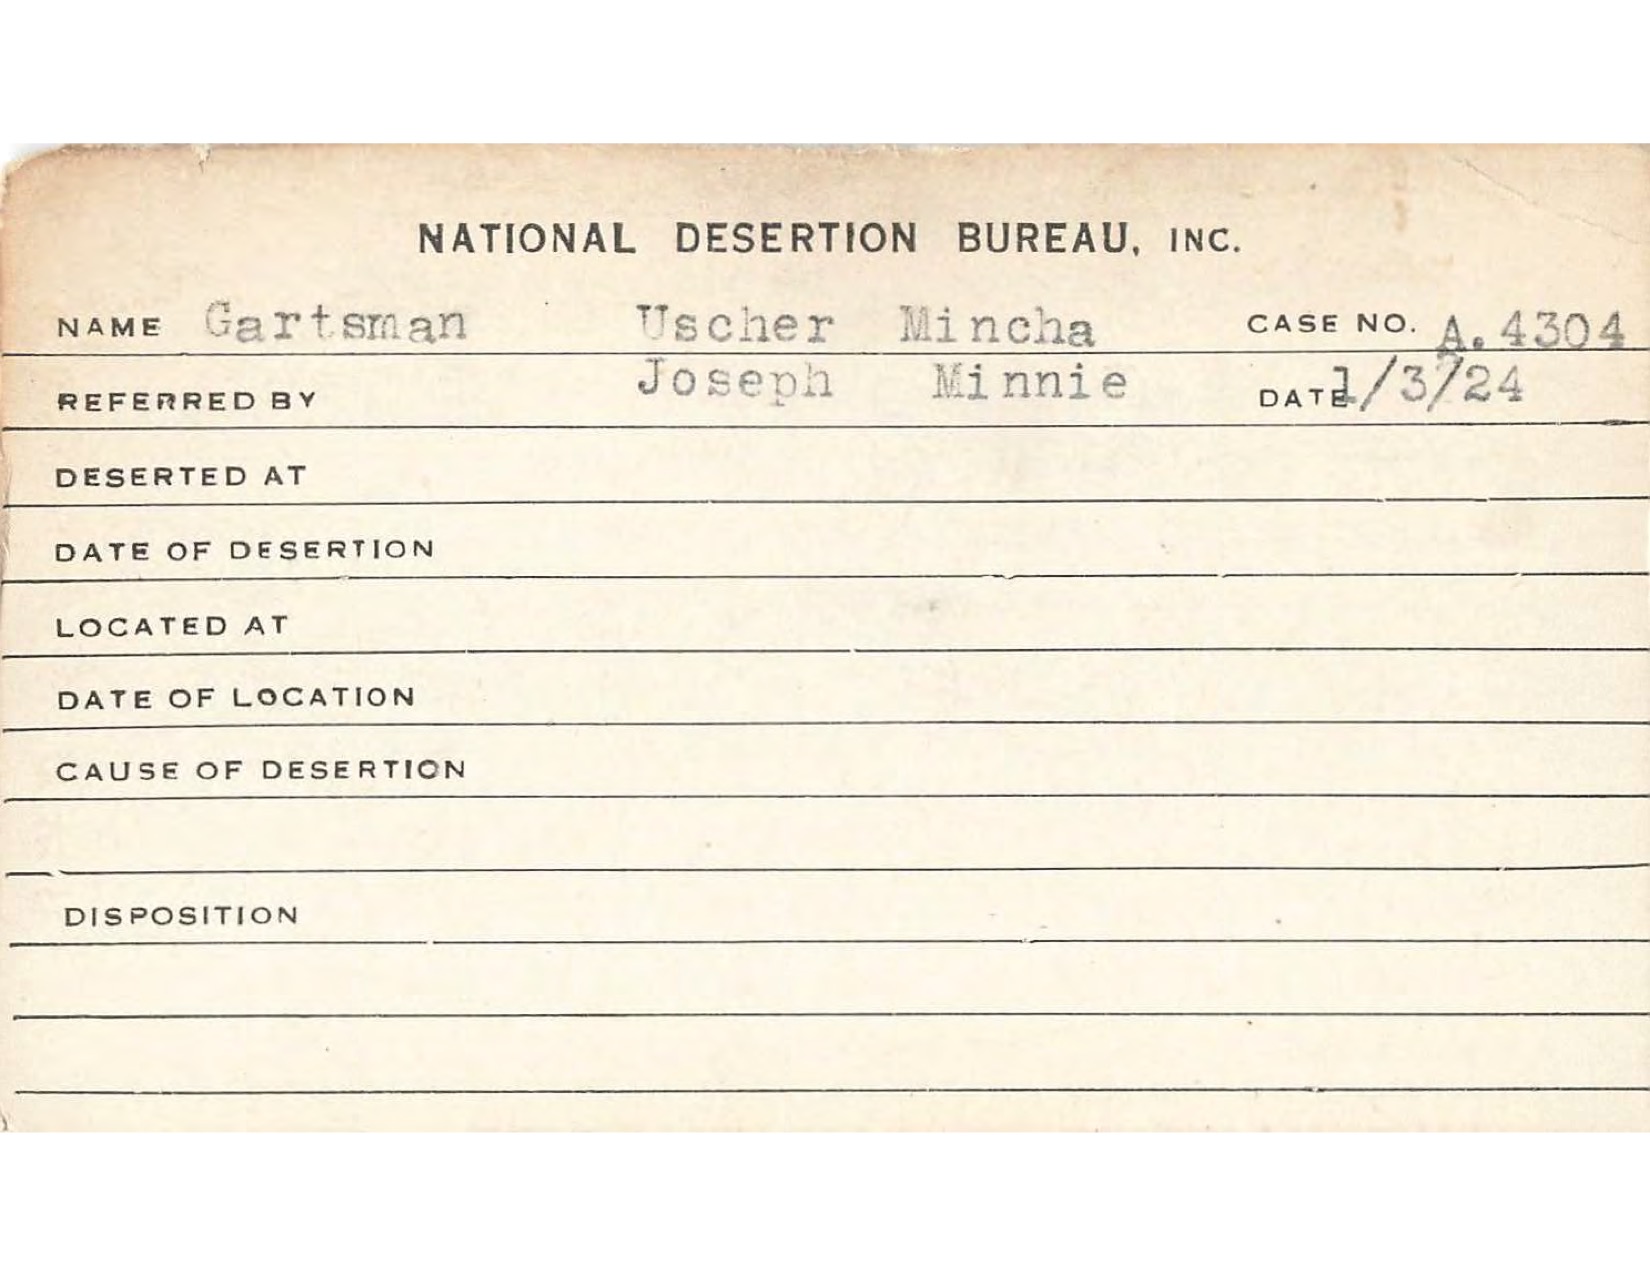 NATIONAL DESERTION BUREAU, INC.
NAME Gartsman Uscher Mincha CASE NO. A.4304
REFERRED BY Joseph Minnie DATE 1/3/24
DESERTED AT
DATE OF DESERTION
LOCATED AT
DATE OF LOCATION
CAUSE OF DESERTION
DISPOSITION